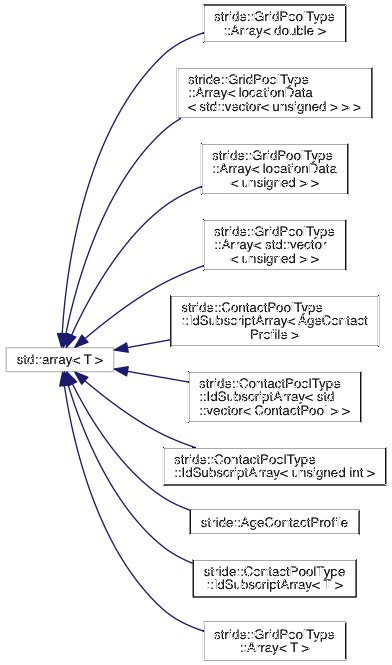 stride::GridPoolType
::Array< double >
stride::GridPoolType
::Array< locationData
< std::vector< unsigned > > >
stride::GridPoolType
::Array< locationData
< unsigned > >
stride::GridPoolType
::Array< std::vector
< unsigned > >
stride::ContactPoolType
::IdSubscriptArray< AgeContact
Profile >
std::array< T >
stride::ContactPoolType
::IdSubscriptArray< std
::vector< ContactPool > >
stride::ContactPoolType
::IdSubscriptArray< unsigned int >
stride::AgeContactProfile
stride::ContactPoolType
::IdSubscriptArray< T >
stride::GridPoolType
::Array< T >